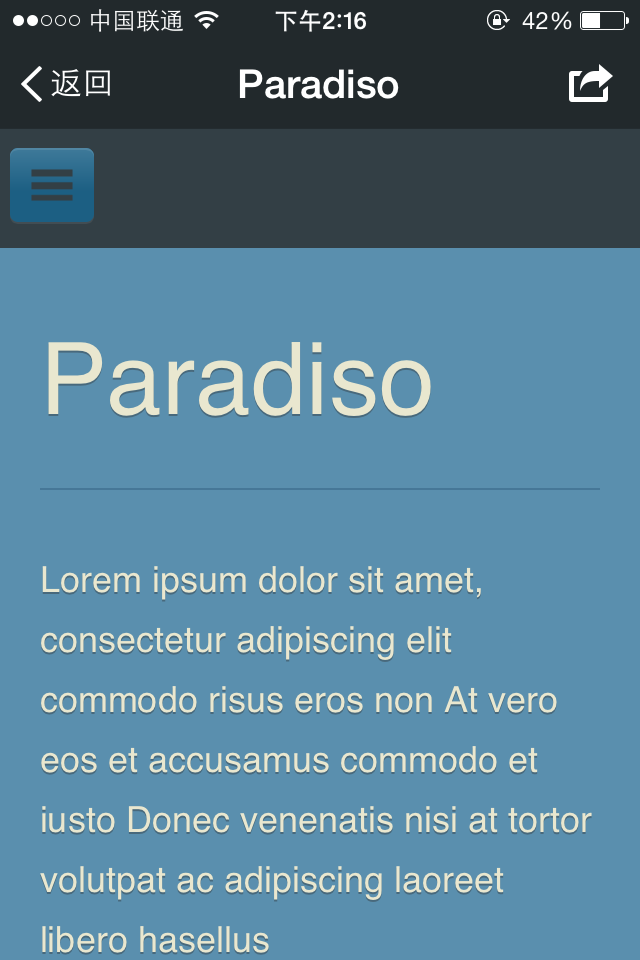 中国联通
下午2:16
42%
返回
Paradiso
Paradiso
Lorem ipsum dolor sit amet,
consectetur adipiscing elit
commodo risus eros non At vero
eos et accusamus commodo et
iusto Donec venenatis nisi at tortor
volutpat ac adipiscing laoreet
libero hasellus